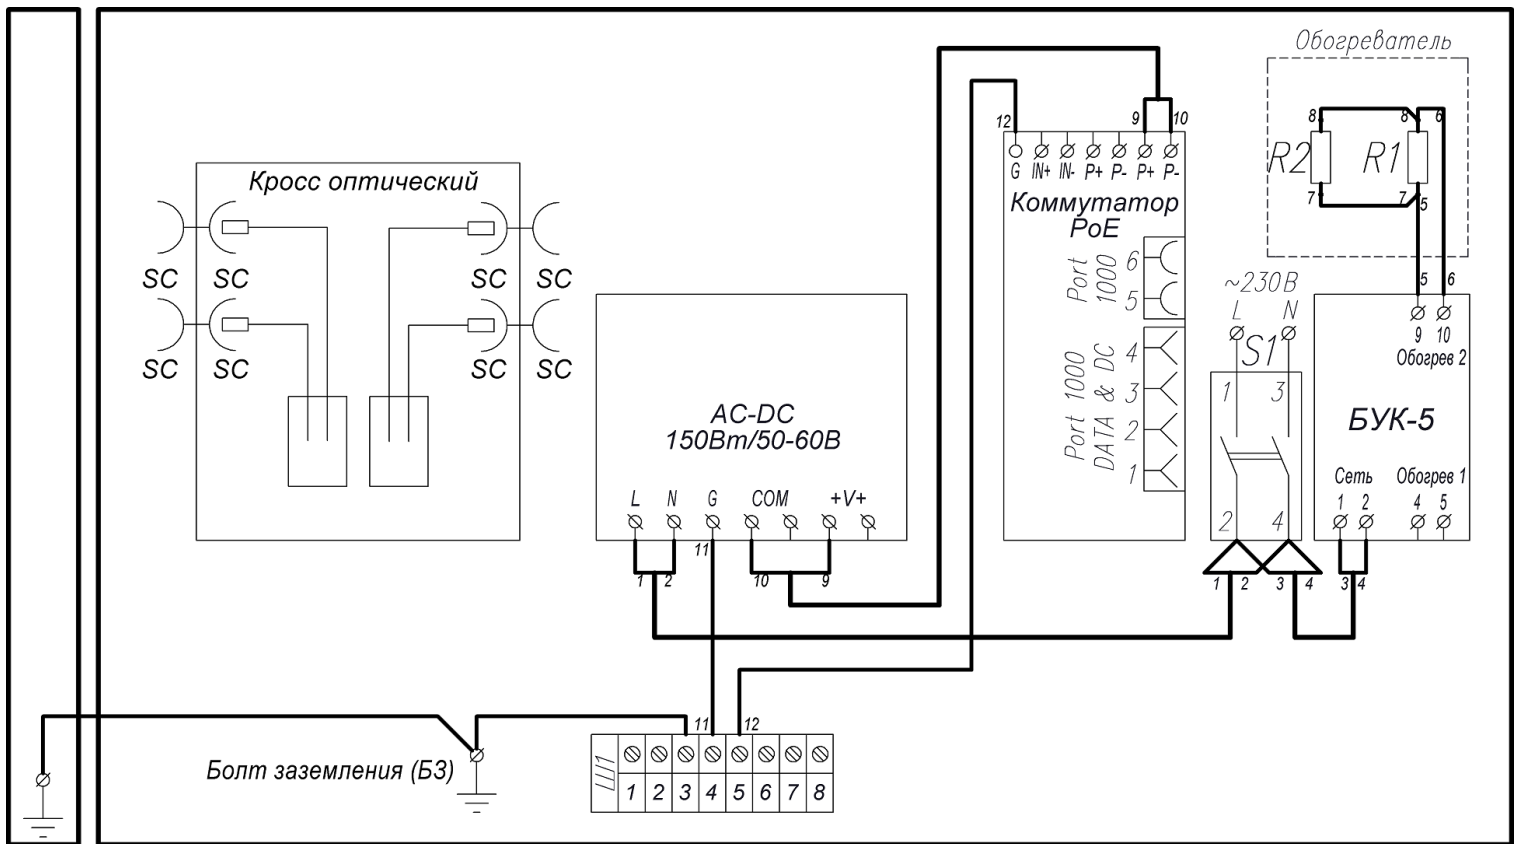 Обогреватель
8 8 6
R2 R1
7 7 5
5 6
Кросс оптический
SC SC SC SC
SC SC SC SC
12 9 10
G IN+ IN- P+ P- P+ P-
Коммутатор
PoE
Port
1000
6
5
Port 1000
DATA & DC
4
3
2
1
~230В
L N
S1
1 3
2 4
1 2 3 4
9 10
Обогрев 2
БУК-5
Сеть Обогрев 1
1 2 4 5
3 4
AC-DC
150Вт/50-60В
L N G COM +V+
11
1 2 10 9
11 12
Болт заземления (БЗ)
Ш1
1 2 3 4 5 6 7 8